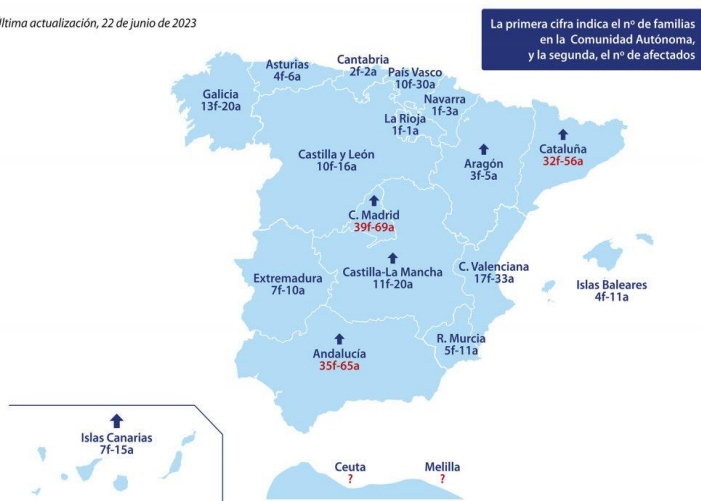 ltima actualización, 22 de junio de 2023
La primera cifra indica el nº de familias
en la Comunidad Autónoma,
y la segunda, el nº de afectados
Asturias
4f-6a
Cantabria
2f-2a
País Vasco
10f-30a
Galicia
13f-20a
Navarra
1f-3a
La Rioja
1f-1a
Castilla y León
10f-16a
Aragón
3f-5a
Cataluña
32f-56a
C. Madrid
39f-69a
Extremadura
7f-10a
Castilla-La Mancha
11f-20a
C. Valenciana
17f-33a
Islas Baleares
4f-11a
Andalucía
35f-65a
R. Murcia
5f-11a
Islas Canarias
7f-15a
Ceuta
?
Melilla
?